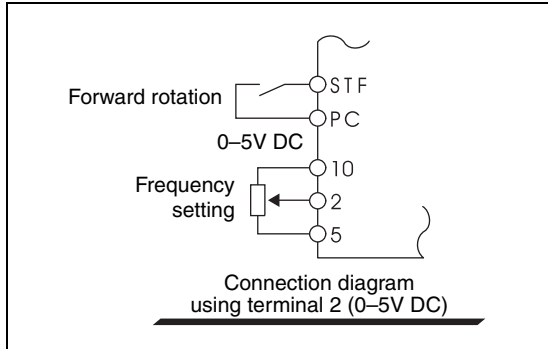 STF
Forward rotation
PC
0–5V DC
10
Frequency
setting
2
5
Connection diagram
using terminal 2 (0–5V DC)